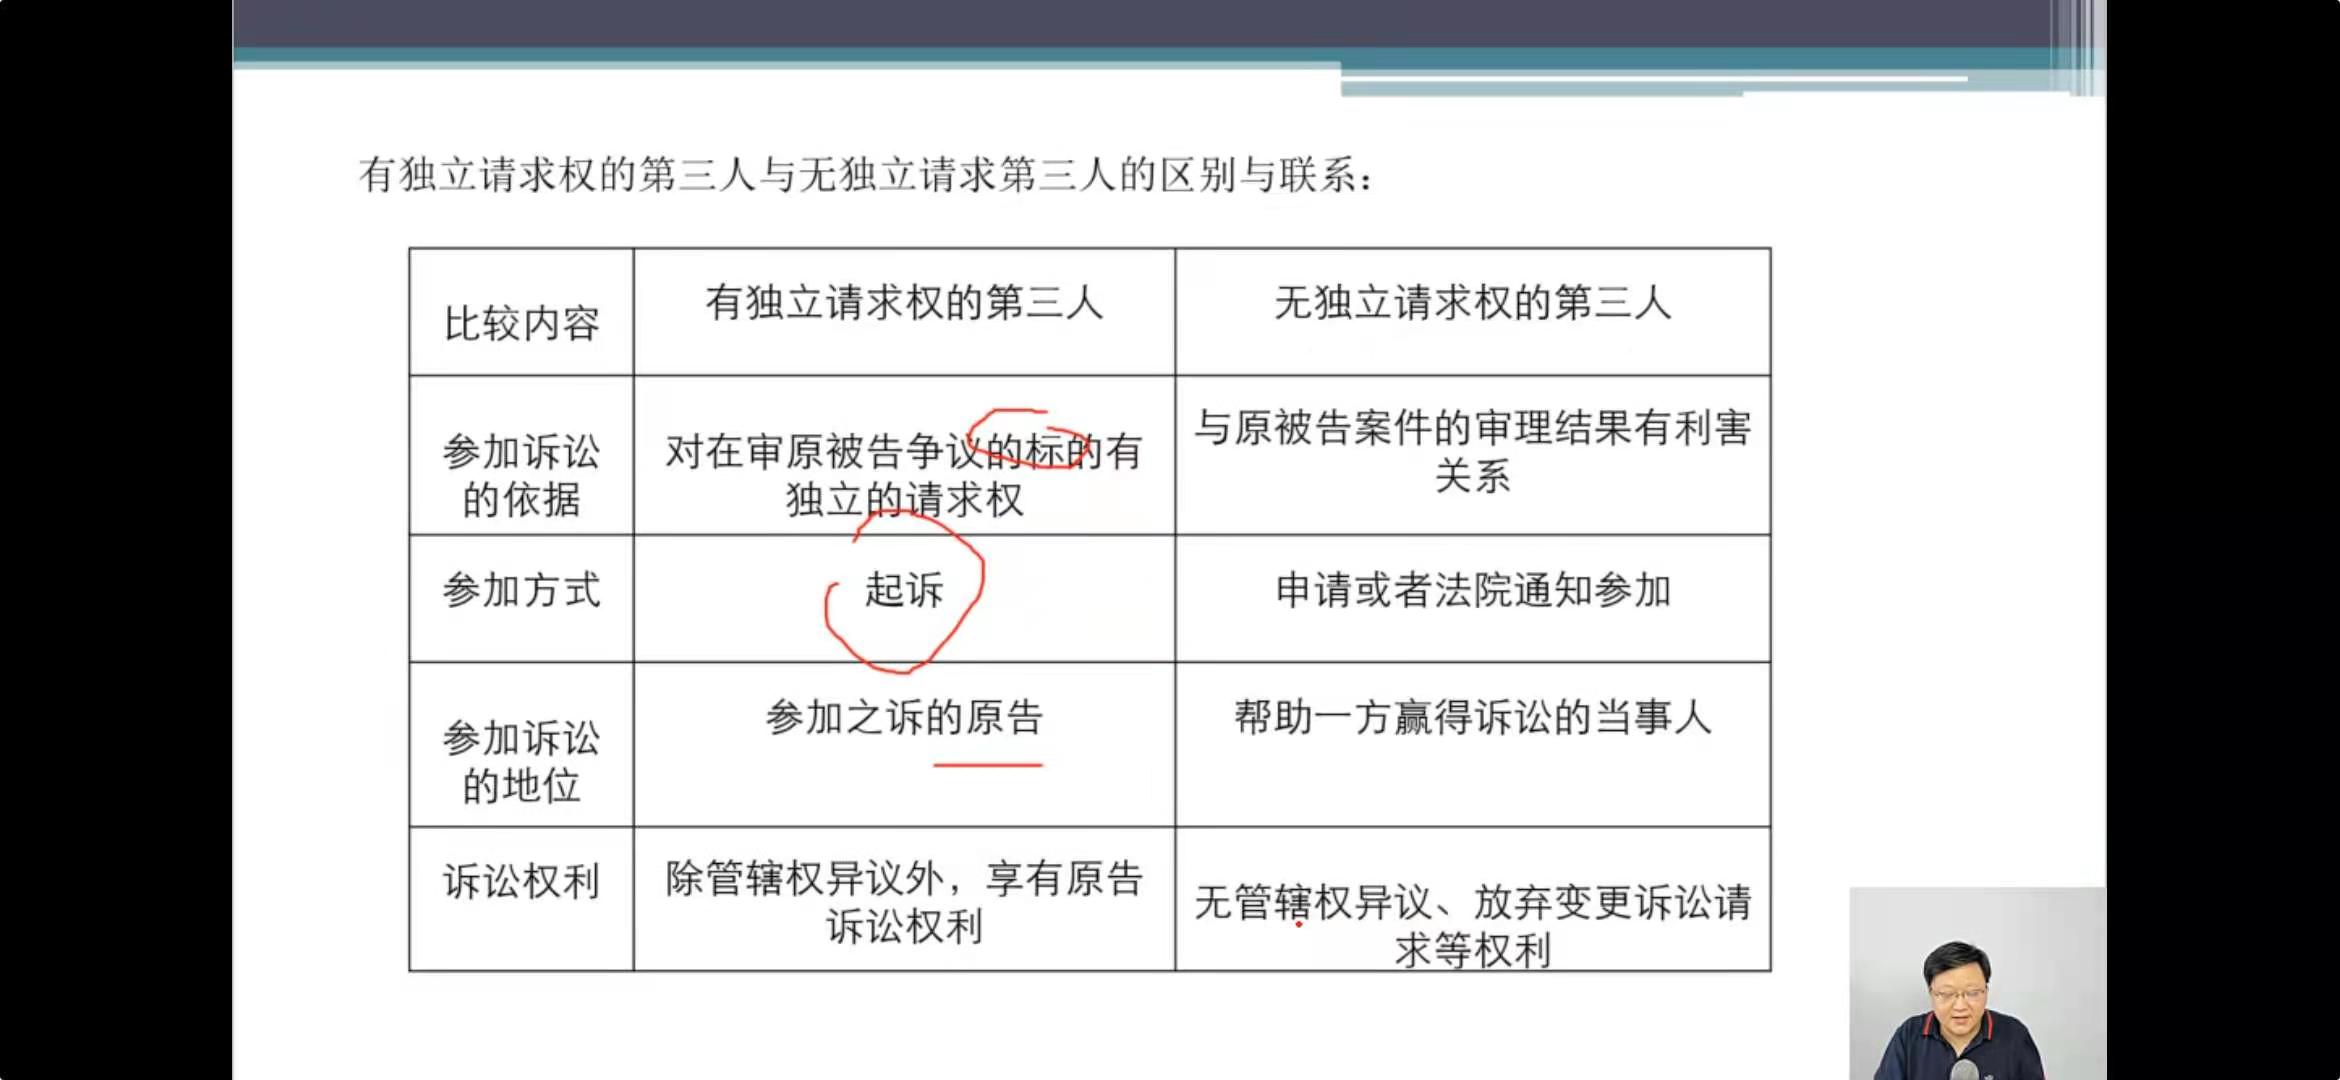 有独立请求权的第三人与无独立请求第三人的区别与联系：
比较内容
有独立请求权的第三人
无独立请求权的第三人
参加诉讼
的依据
对在审原被告争议的标的有
独立的请求权
与原被告案件的审理结果有利害
关系
参加方式
起诉
申请或者法院通知参加
参加诉讼
的地位
参加之诉的原告
帮助一方赢得诉讼的当事人
诉讼权利
除管辖权异议外，享有原告
诉讼权利
无管辖权异议、放弃变更诉讼请
求等权利